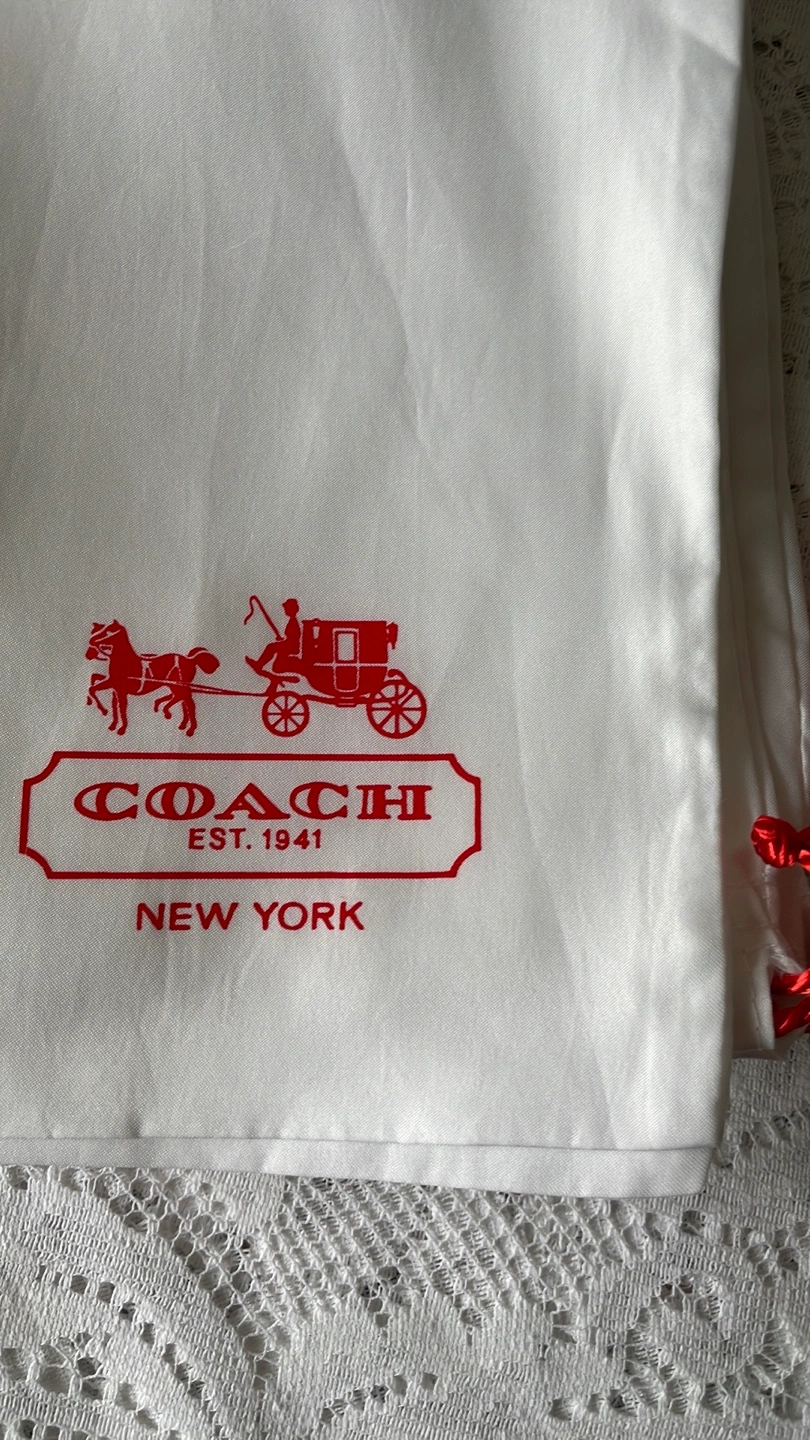 COACH
EST. 1941
NEW YORK